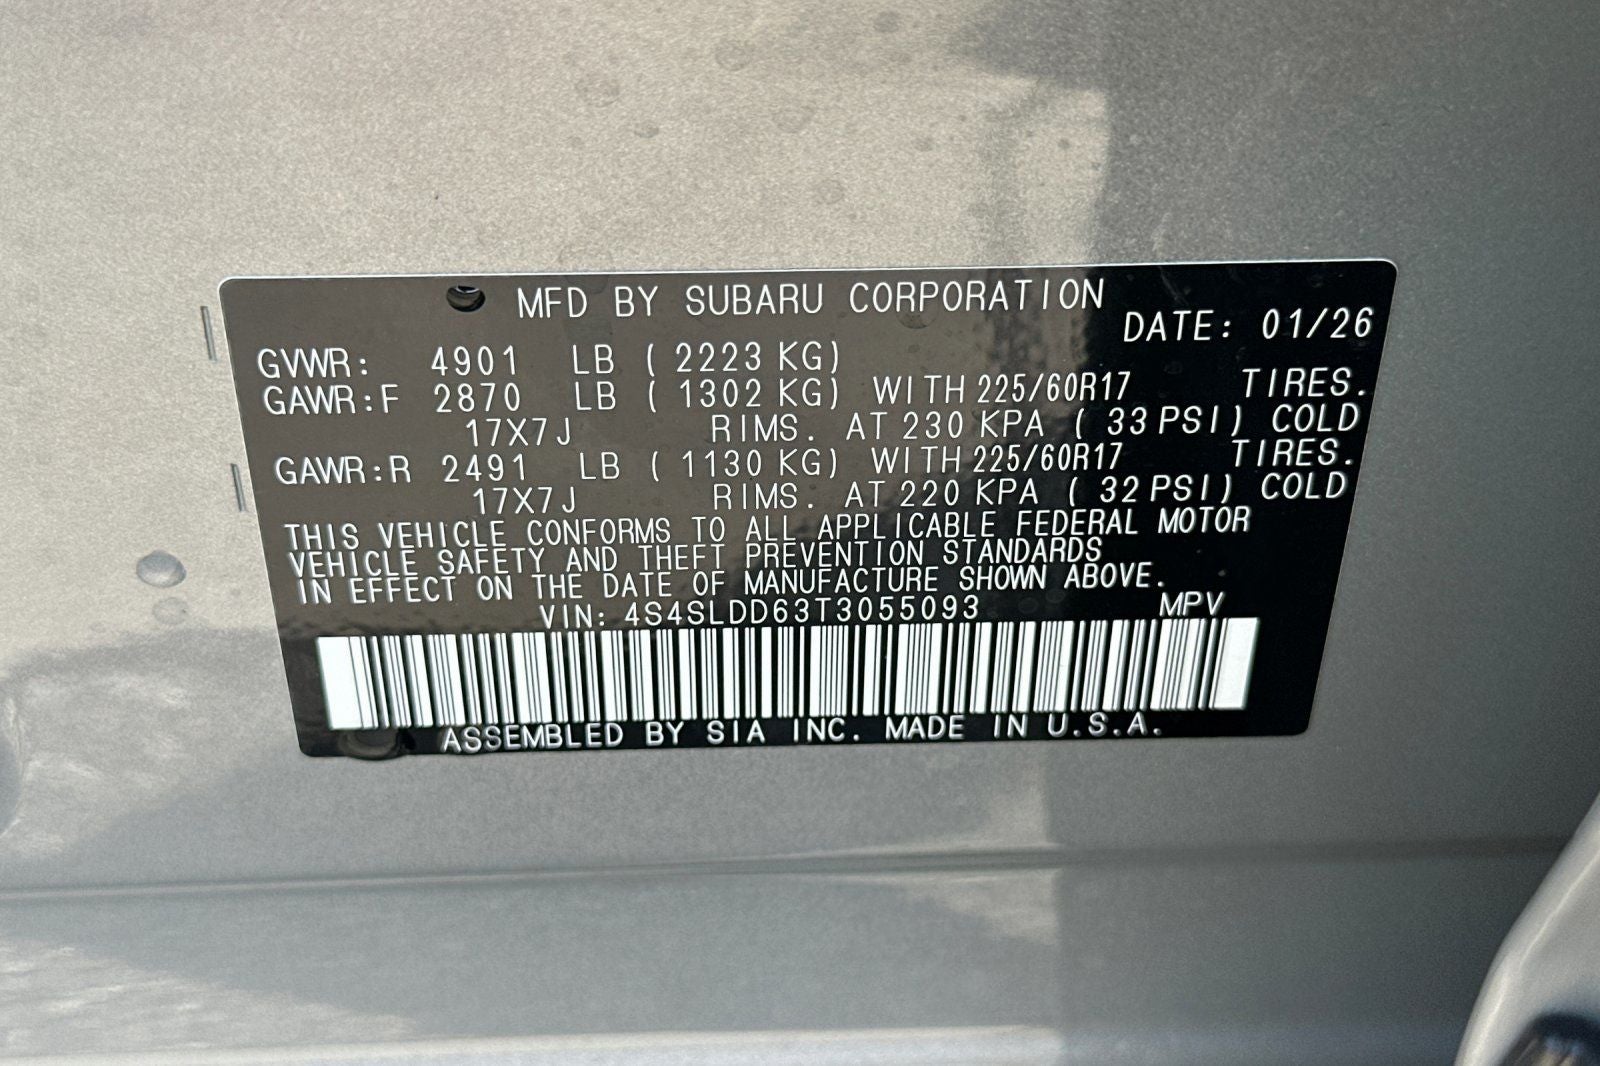 MFD BY SUBARU CORPORATION
DATE: 01/26
GVWR: 4901 LB ( 2223 KG)
GAWR:F 2870 LB ( 1302 KG) WITH 225/60R17 TIRES.
17X7J RIMS. AT 230 KPA ( 33 PSI) COLD
GAWR:R 2491 LB ( 1130 KG) WITH 225/60R17 TIRES.
17X7J RIMS. AT 220 KPA ( 32 PSI) COLD
THIS VEHICLE CONFORMS TO ALL APPLICABLE FEDERAL MOTOR
VEHICLE SAFETY AND THEFT PREVENTION STANDARDS
IN EFFECT ON THE DATE OF MANUFACTURE SHOWN ABOVE.
VIN: 4S4SLDD63T3055093 MPV
ASSEMBLED BY SIA INC. MADE IN U.S.A.